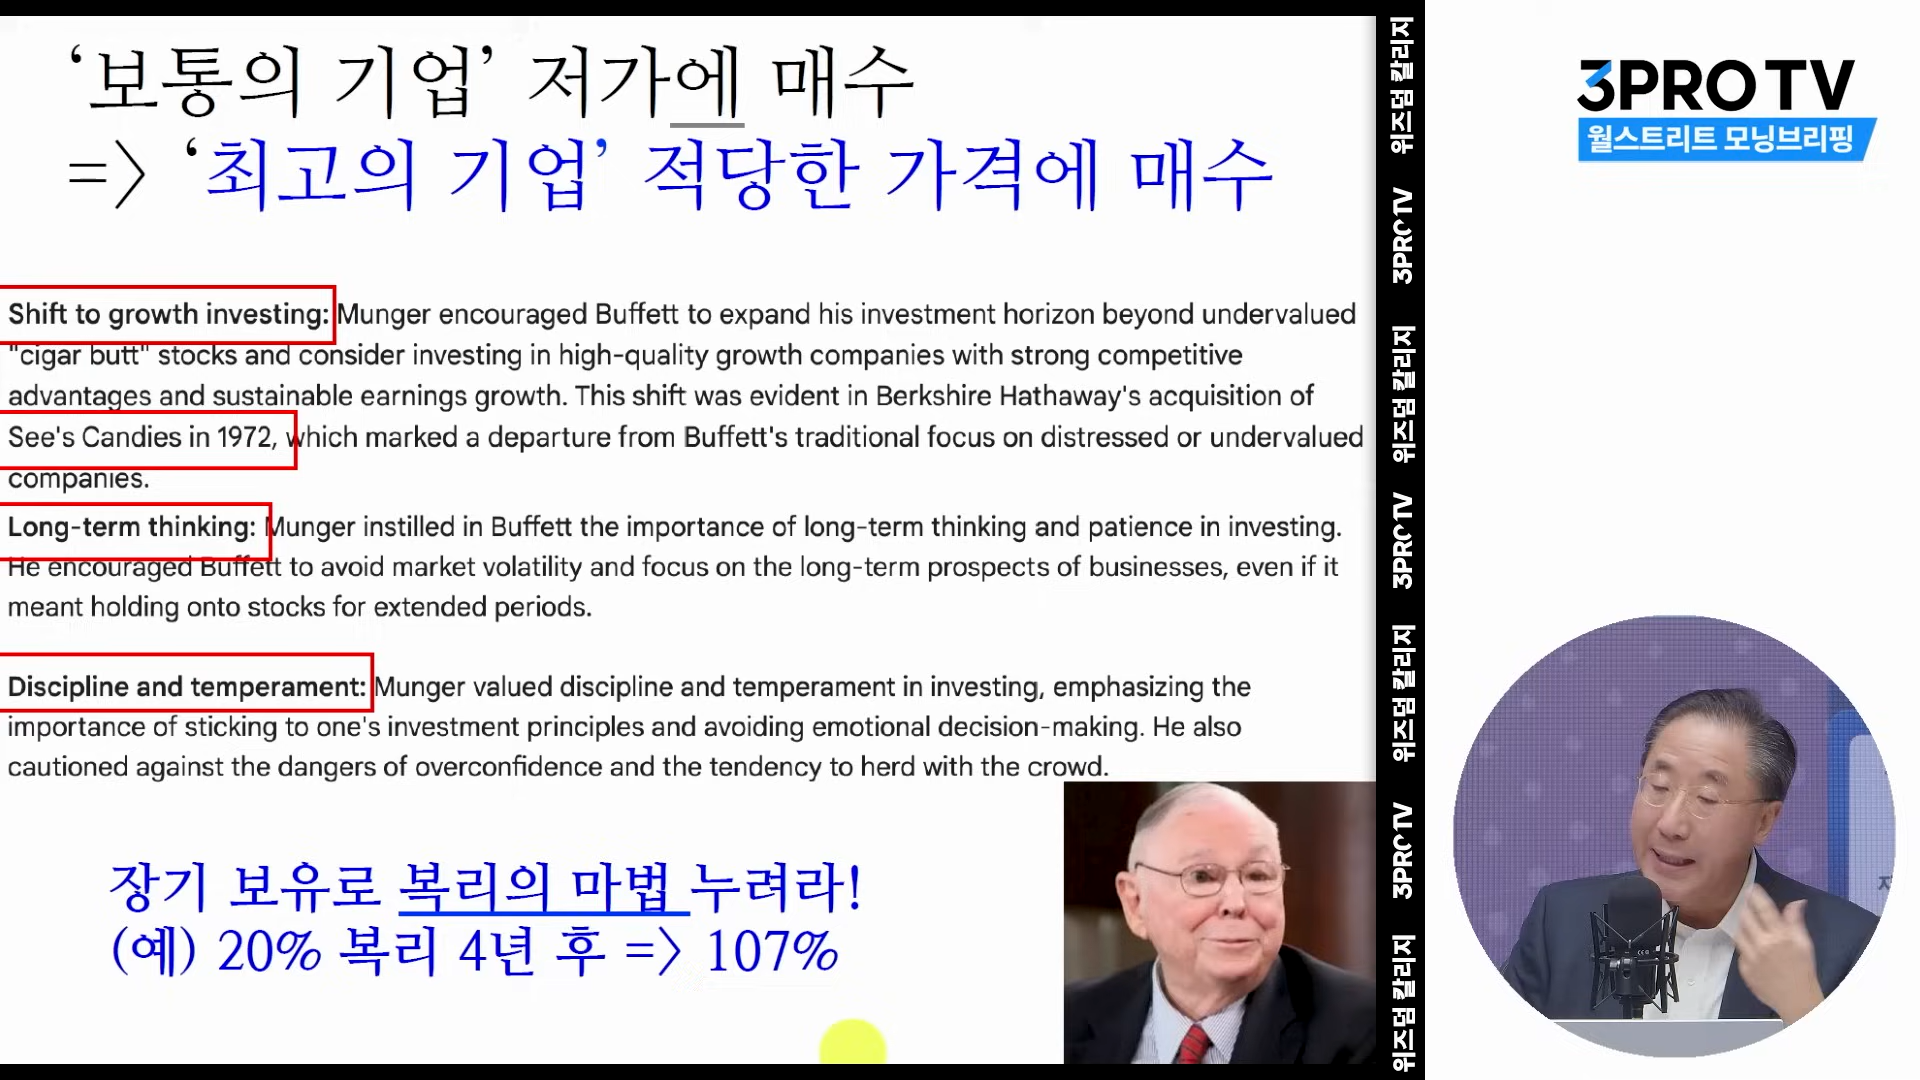 ‘보통의 기업’ 저가에 매수
=> ‘최고의 기업’ 적당한 가격에 매수
Shift to growth investing: Munger encouraged Buffett to expand his investment horizon beyond undervalued
"cigar butt" stocks and consider investing in high-quality growth companies with strong competitive
advantages and sustainable earnings growth. This shift was evident in Berkshire Hathaway's acquisition of
See's Candies in 1972, which marked a departure from Buffett's traditional focus on distressed or undervalued
companies.
Long-term thinking: Munger instilled in Buffett the importance of long-term thinking and patience in investing.
He encouraged Buffett to avoid market volatility and focus on the long-term prospects of businesses, even if it
meant holding onto stocks for extended periods.
Discipline and temperament: Munger valued discipline and temperament in investing, emphasizing the
importance of sticking to one's investment principles and avoiding emotional decision-making. He also
cautioned against the dangers of overconfidence and the tendency to herd with the crowd.
장기 보유로 복리의 마법 누려라!
(예) 20% 복리 4년 후 => 107%
위즈덤 칼리지
3PRO TV
위즈덤 칼리지
3PRO TV
위즈덤 칼리지
3PRO TV
위즈덤 칼리지
3PRO TV
월스트리트 모닝브리핑